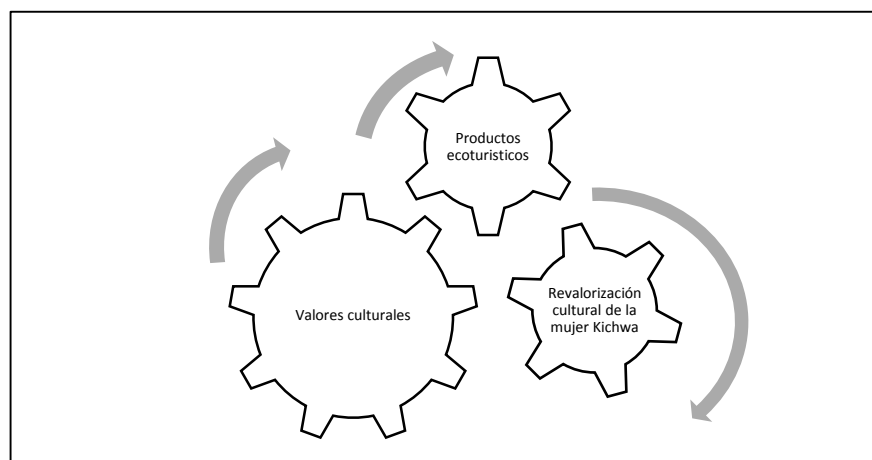 Productos
ecoturisticos
Valores culturales
Revalorización
cultural de la
mujer Kichwa